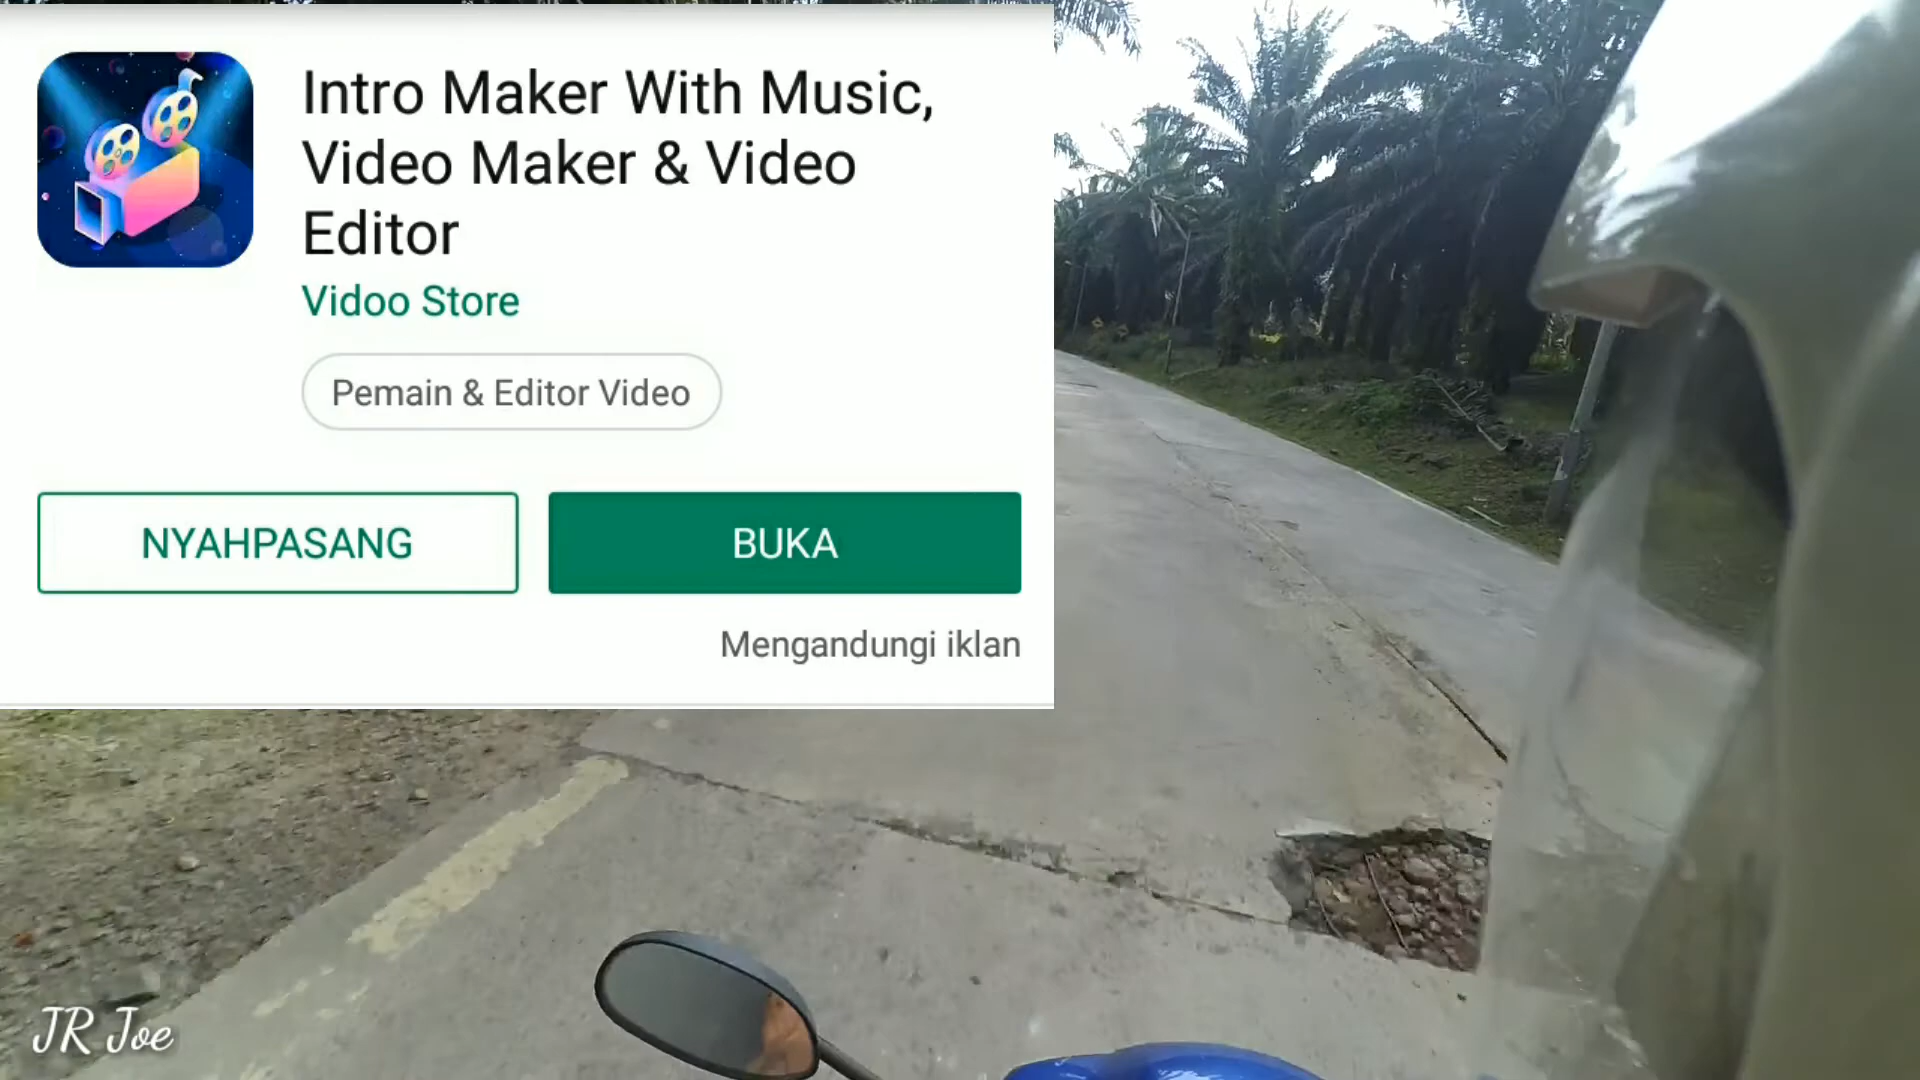 Intro Maker With Music,
Video Maker & Video
Editor
Vidoo Store
Pemain & Editor Video
NYAHPASANG
BUKA
Mengandungi iklan
JR Joe